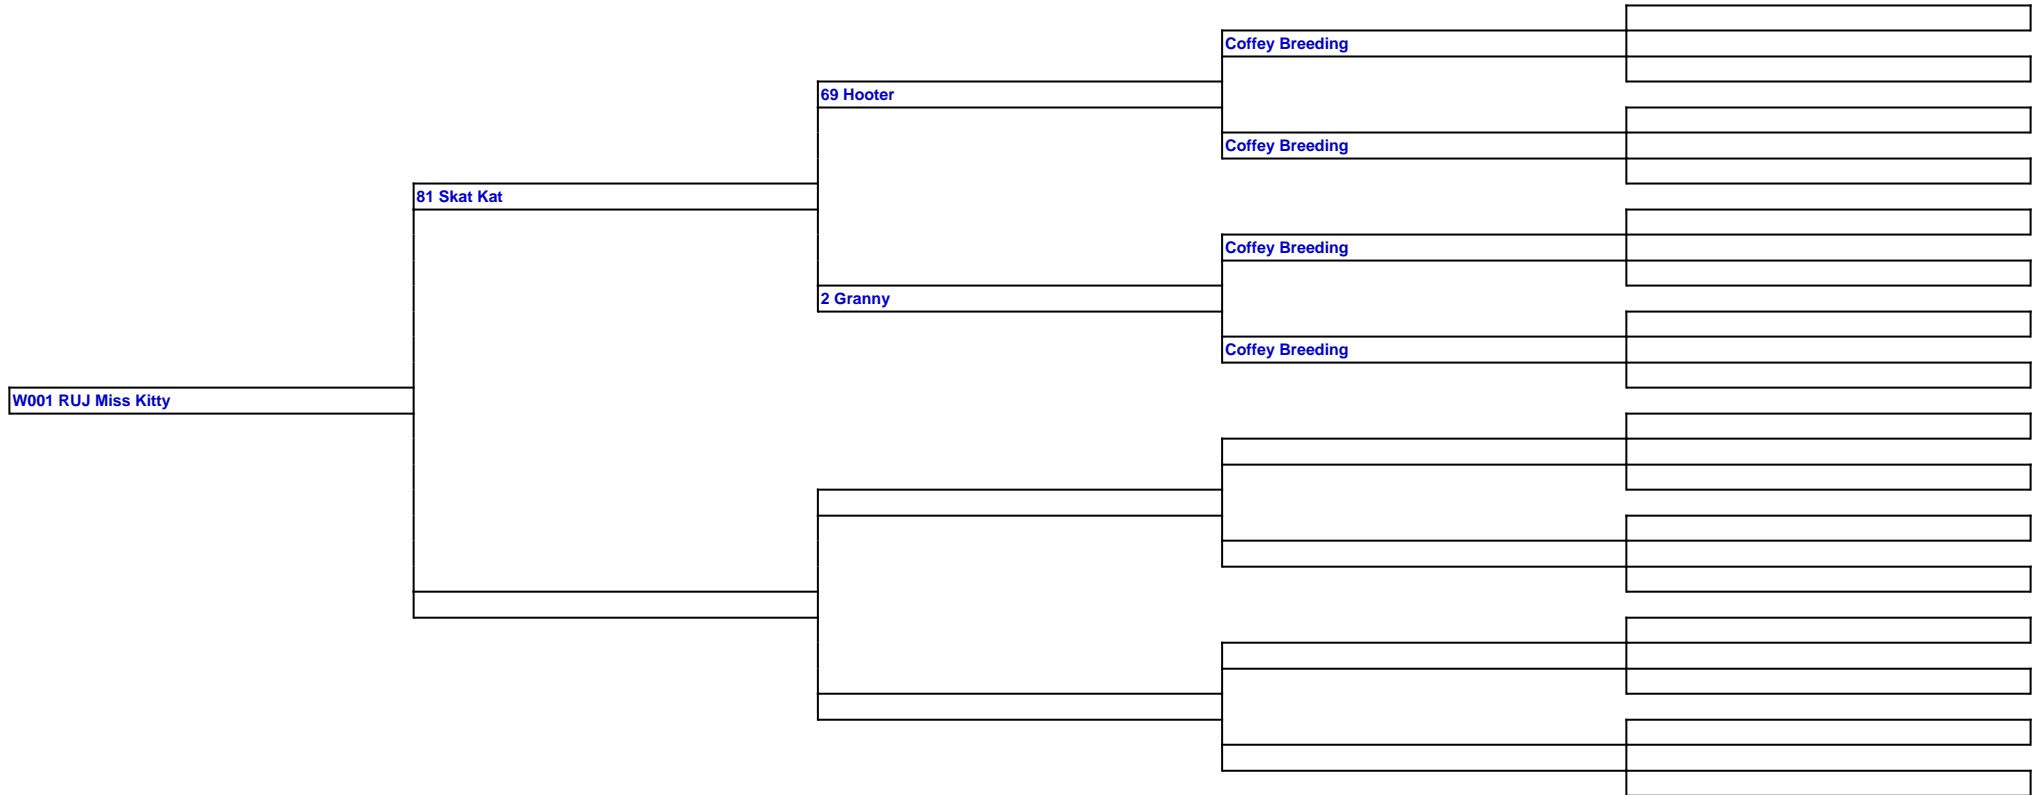 Coffey Breeding
69 Hooter
Coffey Breeding
81 Skat Kat
Coffey Breeding
2 Granny
Coffey Breeding
W001 RUJ Miss Kitty